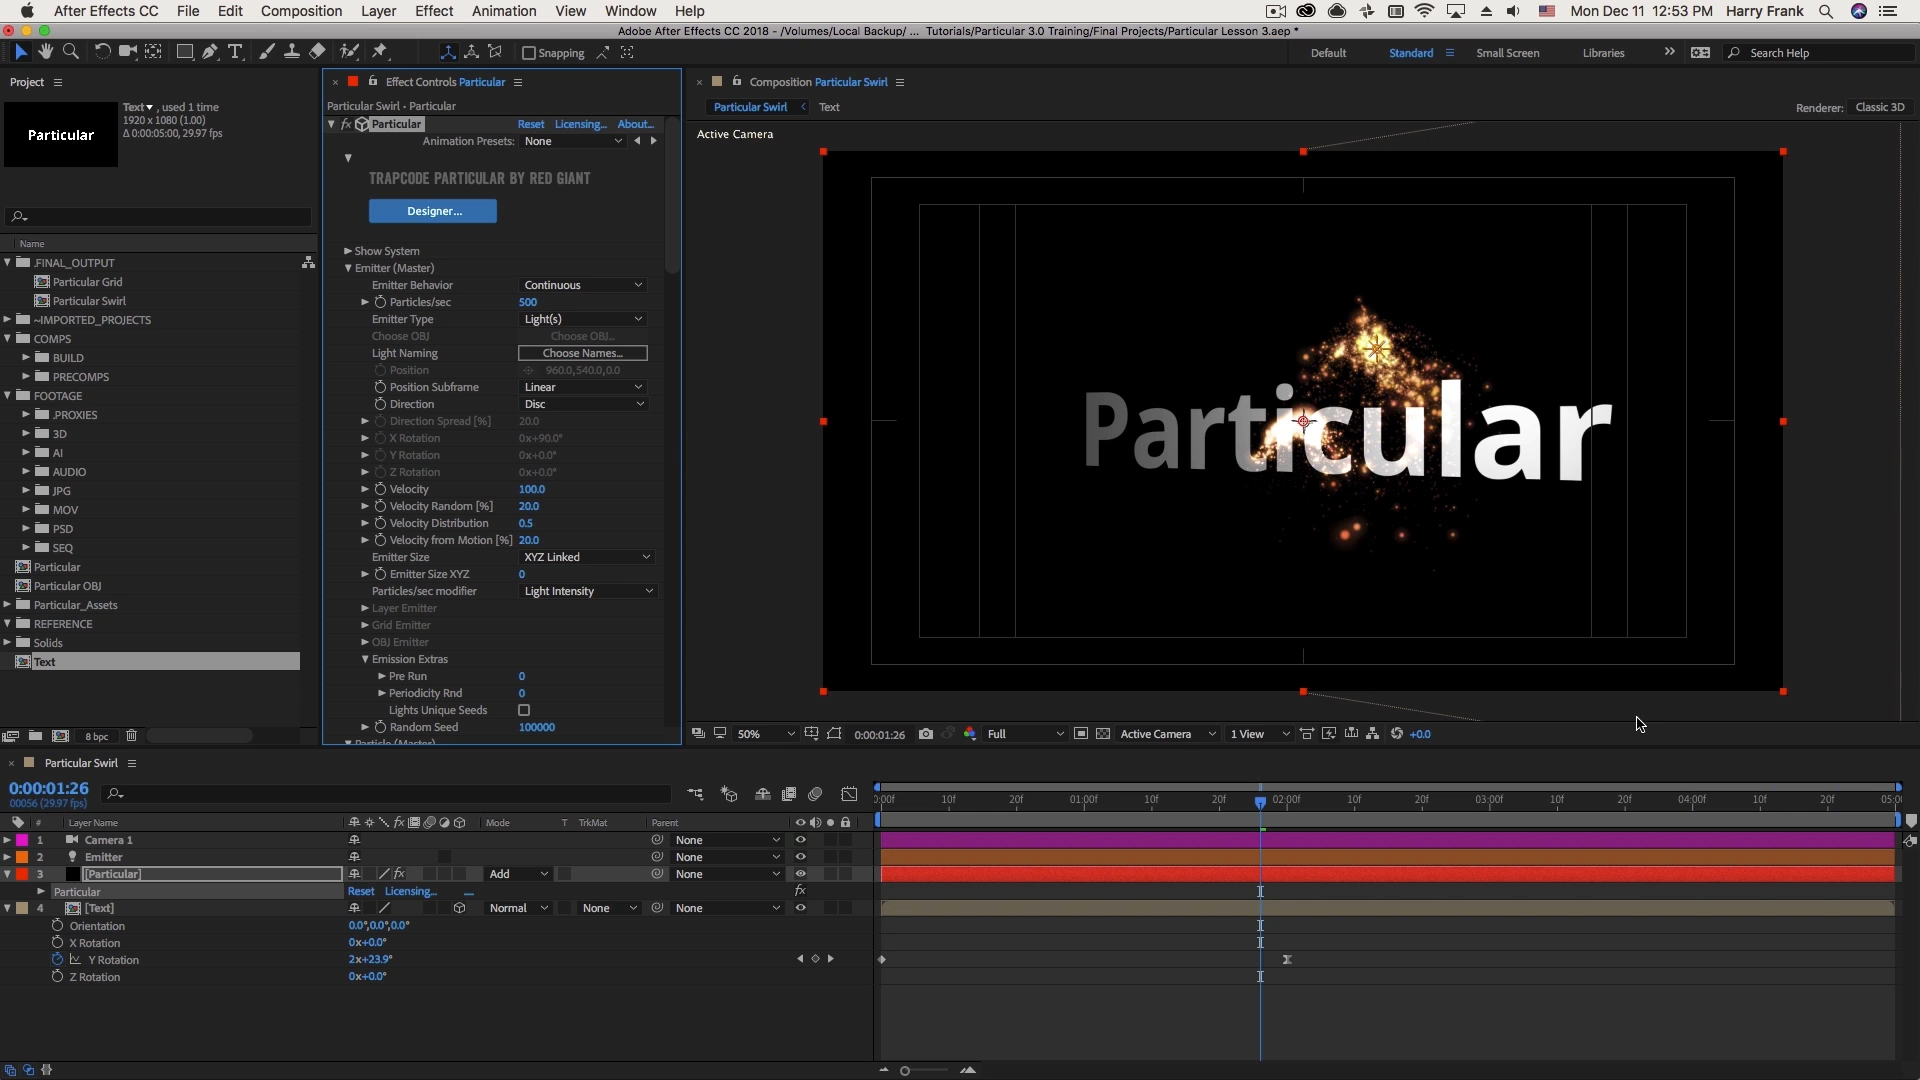 After Effects CC File Edit Composition Layer Effect Animation View Window Help Mon Dec 11 12:53 PM Harry Frank
Adobe After Effects CC 2018 - /Volumes/Local Backup/ ... Tutorials/Particular 3.0 Training/Final Projects/Particular Lesson 3.aep *
Snapping Default Standard Small Screen Libraries Search Help
Project
Text , used 1 time
1920 x 1080 (1.00)
Δ 0:00:05:00, 29.97 fps
Particular
Name
.FINAL_OUTPUT
Particular Grid
Particular Swirl
~IMPORTED_PROJECTS
COMPS
BUILD
PRECOMPS
FOOTAGE
.PROXIES
3D
AI
AUDIO
JPG
MOV
PSD
SEQ
Particular
Particular OBJ
Particular_Assets
REFERENCE
Solids
Text
8 bpc
Effect Controls Particular
Particular Swirl • Particular
fx Particular Reset Licensing... About...
Animation Presets: None
TRAPCODE PARTICULAR BY RED GIANT
Designer...
Show System
Emitter (Master)
Emitter Behavior Continuous
Particles/sec 500
Emitter Type Light(s)
Choose OBJ Choose OBJ...
Light Naming Choose Names...
Position 960.0,540.0,0.0
Position Subframe Linear
Direction Disc
Direction Spread [%] 20.0
X Rotation 0x+90.0°
Y Rotation 0x+0.0°
Z Rotation 0x+0.0°
Velocity 100.0
Velocity Random [%] 20.0
Velocity Distribution 0.5
Velocity from Motion [%] 20.0
Emitter Size XYZ Linked
Emitter Size XYZ 0
Particles/sec modifier Light Intensity
Layer Emitter
Grid Emitter
OBJ Emitter
Emission Extras
Pre Run 0
Periodicity Rnd 0
Lights Unique Seeds
Random Seed 100000
Particle (Master)
Composition Particular Swirl
Particular Swirl Text Renderer: Classic 3D
Active Camera
Particular
50% 0:00:01:26 Full Active Camera 1 View +0.0
Particular Swirl
0:00:01:26
00056 (29.97 fps)
0:00f 10f 20f 01:00f 10f 20f 02:00f 10f 20f 03:00f 10f 20f 04:00f 10f 20f 05:0
# Layer Name fx Mode T TrkMat Parent
1 Camera 1 None
2 Emitter None
3 [Particular] fx Add None
Particular Reset Licensing... fx
4 [Text] Normal None None
Orientation 0.0°,0.0°,0.0°
X Rotation 0x+0.0°
Y Rotation 2x+23.9°
Z Rotation 0x+0.0°